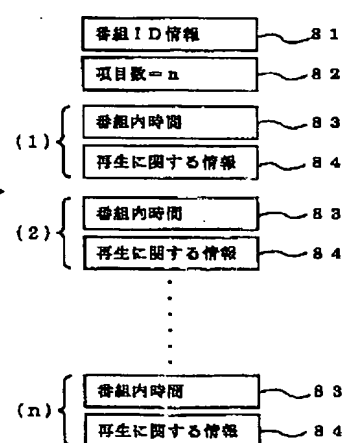 番組ID情報 81
項目数=n 82
(1) 番組内時間 83
再生に関する情報 84
(2) 番組内時間 83
再生に関する情報 84
(n) 番組内時間 83
再生に関する情報 84